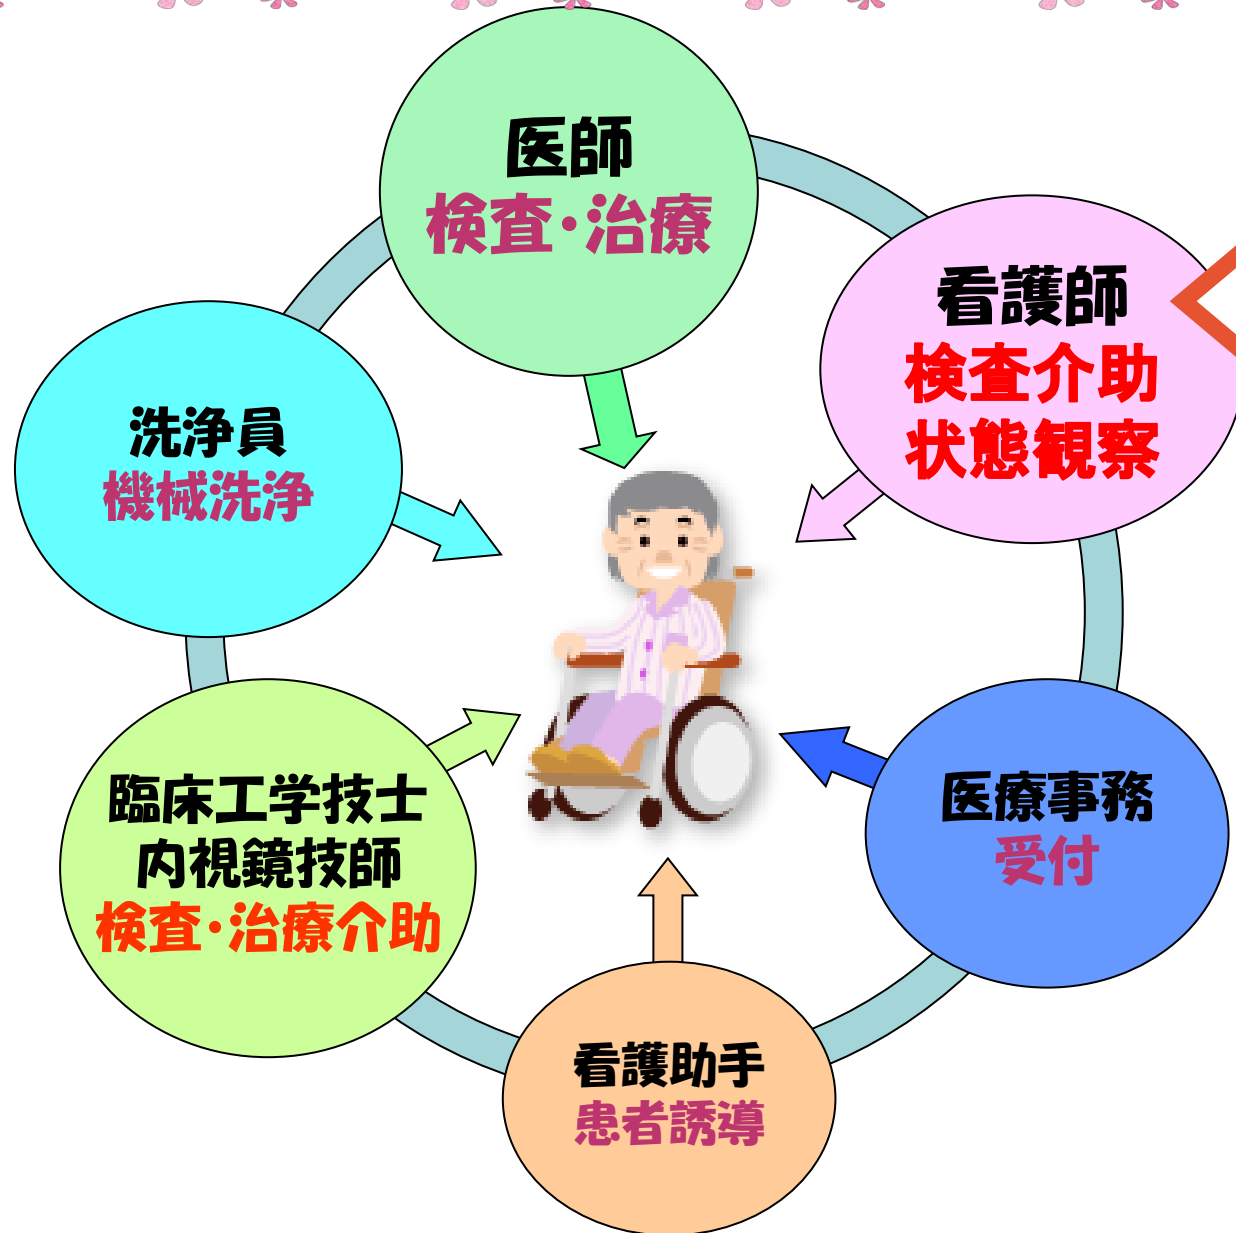 医師
検査・治療
看護師
検査介助
状態観察
洗浄員
機械洗浄
臨床工学技士
内視鏡技師
検査・治療介助
医療事務
受付
看護助手
患者誘導